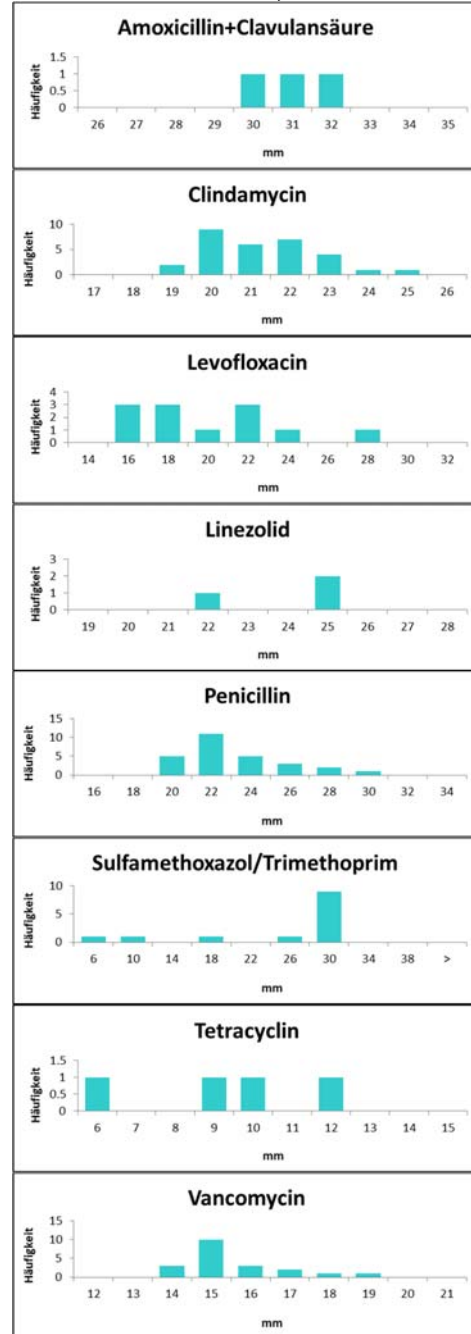 Amoxicillin+Clavulansäure
Häufigkeit
1.5
1
0.5
0
26 27 28 29 30 31 32 33 34 35
mm
Clindamycin
Häufigkeit
10
5
0
17 18 19 20 21 22 23 24 25 26
mm
Levofloxacin
Häufigkeit
4
3
2
1
0
14 16 18 20 22 24 26 28 30 32
mm
Linezolid
Häufigkeit
3
2
1
0
19 20 21 22 23 24 25 26 27 28
mm
Penicillin
Häufigkeit
15
10
5
0
16 18 20 22 24 26 28 30 32 34
mm
Sulfamethoxazol/Trimethoprim
Häufigkeit
10
5
0
6 10 14 18 22 26 30 34 38 >
mm
Tetracyclin
Häufigkeit
1.5
1
0.5
0
6 7 8 9 10 11 12 13 14 15
mm
Vancomycin
Häufigkeit
15
10
5
0
12 13 14 15 16 17 18 19 20 21
mm